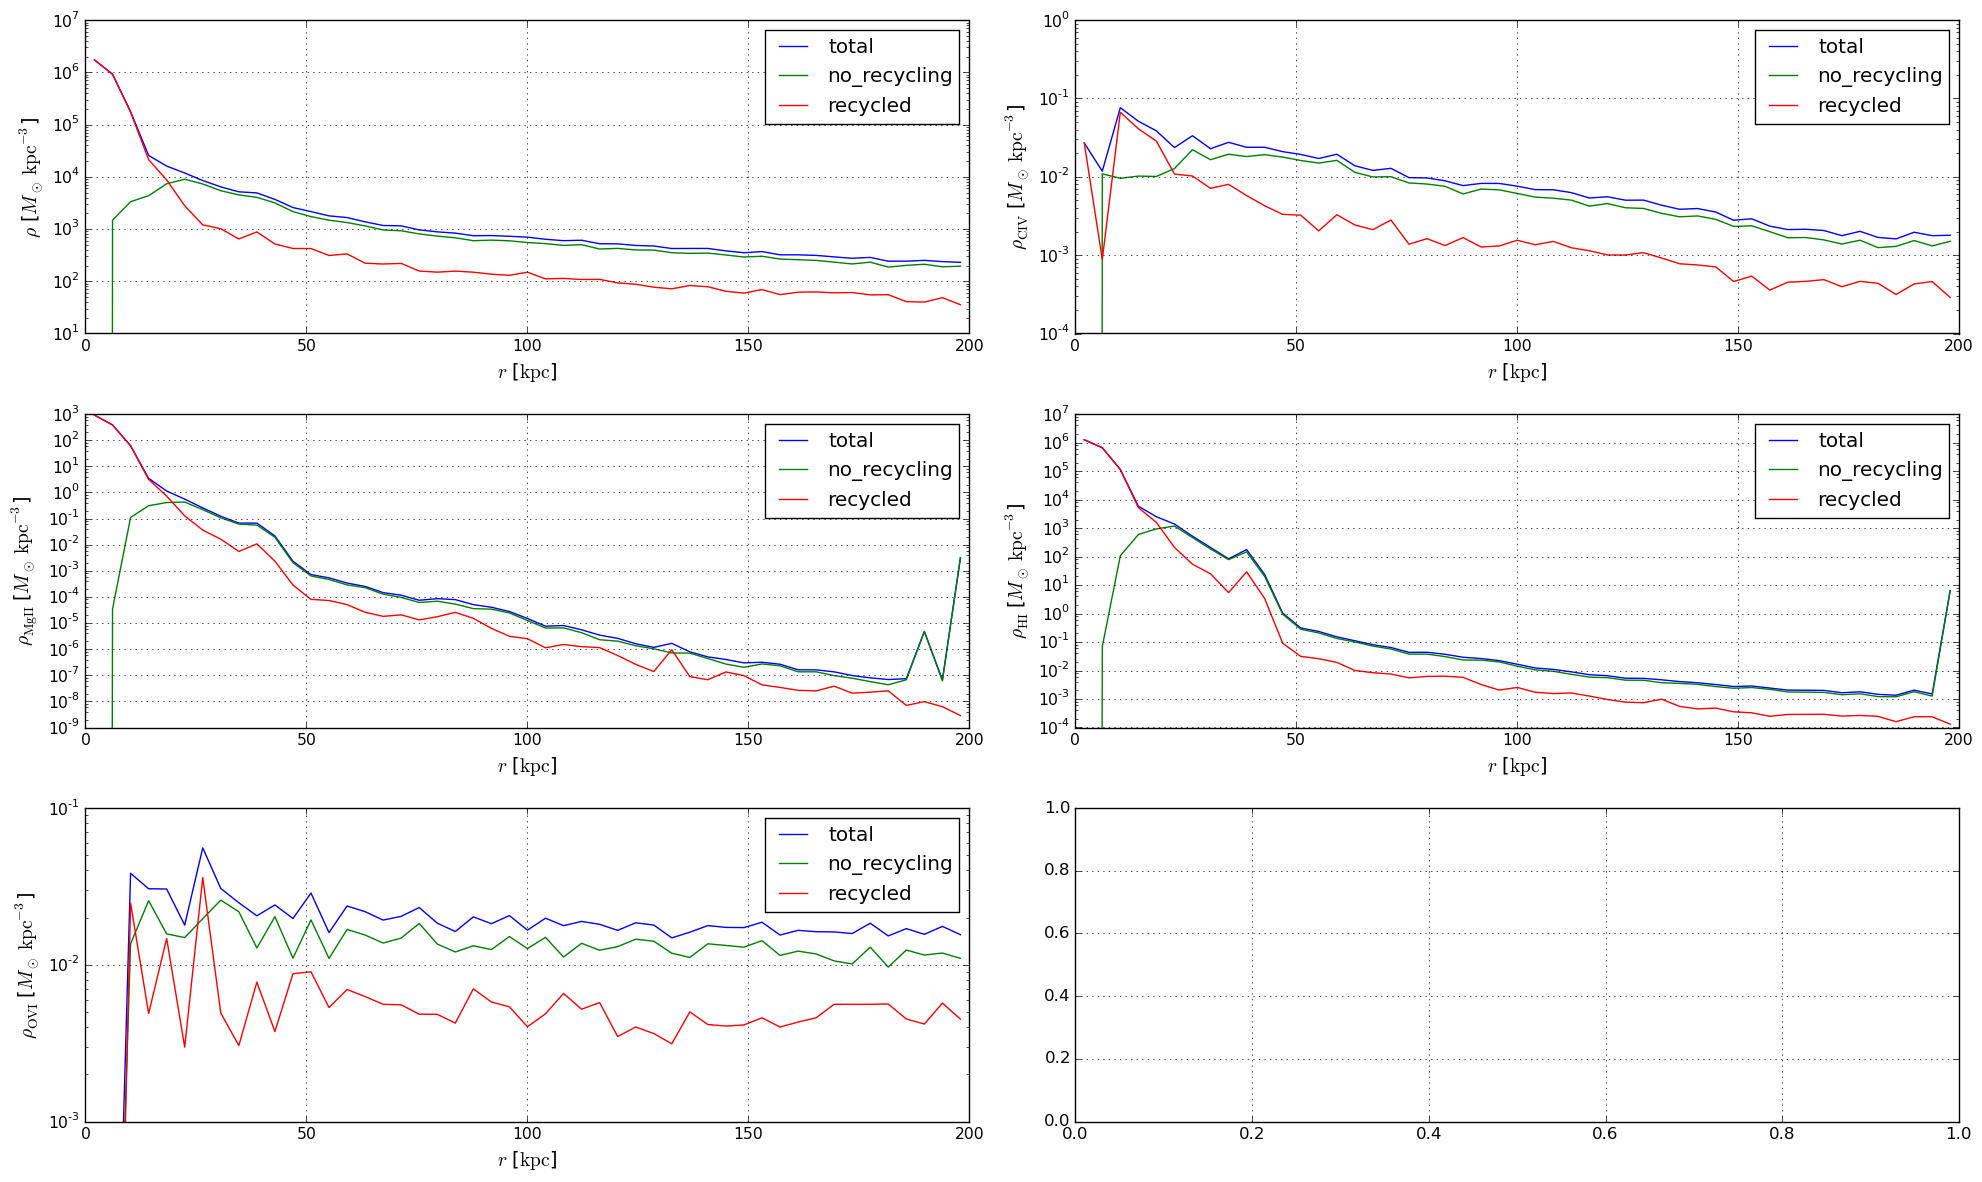 10^7
10^6
10^5
10^4
10^3
10^2
10^1
ρ [M_⊙ kpc^−3]
0 50 100 150 200
r [kpc]
total
no_recycling
recycled
10^0
10^-1
10^-2
10^-3
10^-4
ρ_CIV [M_⊙ kpc^−3]
0 50 100 150 200
r [kpc]
total
no_recycling
recycled
10^3
10^2
10^1
10^0
10^-1
10^-2
10^-3
10^-4
10^-5
10^-6
10^-7
10^-8
10^-9
ρ_MgII [M_⊙ kpc^−3]
0 50 100 150 200
r [kpc]
total
no_recycling
recycled
10^7
10^6
10^5
10^4
10^3
10^2
10^1
10^0
10^-1
10^-2
10^-3
10^-4
ρ_HI [M_⊙ kpc^−3]
0 50 100 150 200
r [kpc]
total
no_recycling
recycled
10^-1
10^-2
10^-3
ρ_OVI [M_⊙ kpc^−3]
0 50 100 150 200
r [kpc]
total
no_recycling
recycled
1.0
0.8
0.6
0.4
0.2
0.0
0.0 0.2 0.4 0.6 0.8 1.0